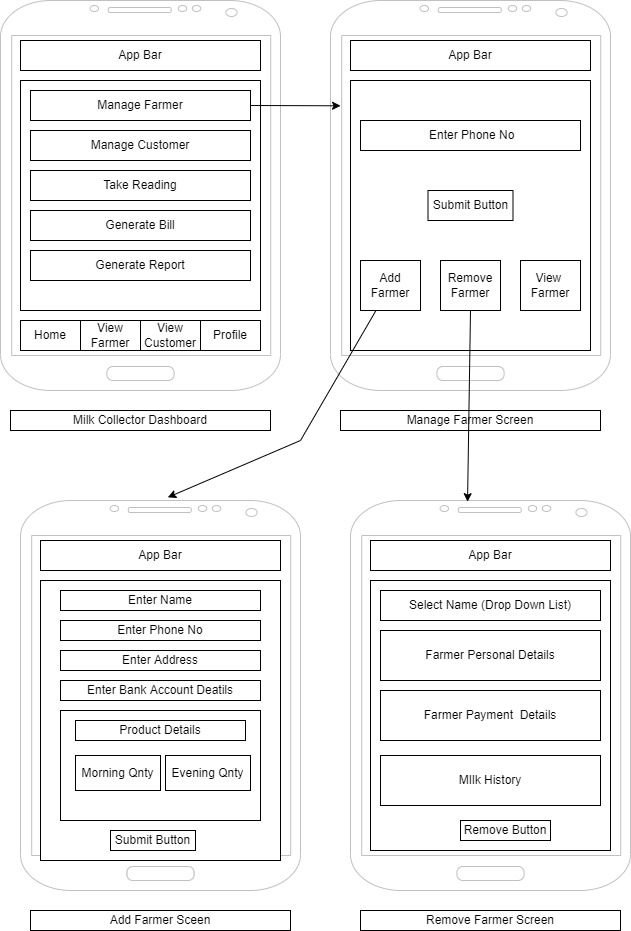 App Bar
Manage Farmer
Manage Customer
Take Reading
Generate Bill
Generate Report
Home
View
Farmer
View
Customer
Profile
Milk Collector Dashboard
App Bar
Enter Phone No
Submit Button
Add
Farmer
Remove
Farmer
View
Farmer
Manage Farmer Screen
App Bar
Enter Name
Enter Phone No
Enter Address
Enter Bank Account Deatils
Product Details
Morning Qnty
Evening Qnty
Submit Button
Add Farmer Sceen
App Bar
Select Name (Drop Down List)
Farmer Personal Details
Farmer Payment  Details
MIlk History
Remove Button
Remove Farmer Screen